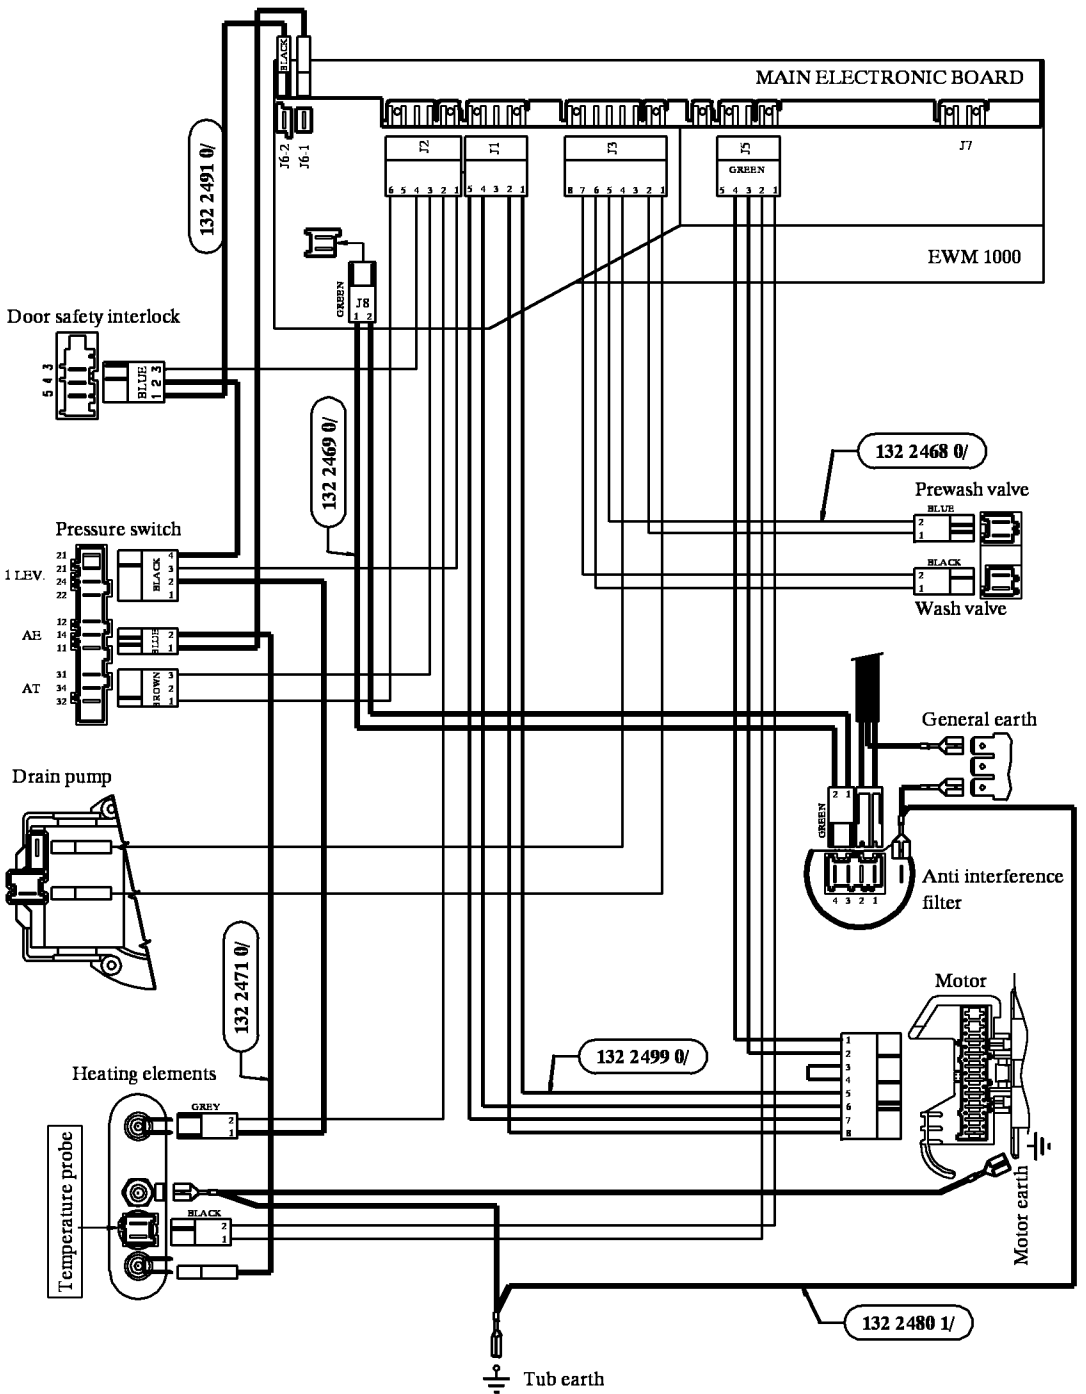 BLACK
MAIN ELECTRONIC BOARD
J6-2
J6-1
J2
J1
J3
J5
J7
GREEN
6 5 4 3 2 1
5 4 3 2 1
8 7 6 5 4 3 2 1
5 4 3 2 1
132 2491 0/
EWM 1000
GREEN
J8
1 2
Door safety interlock
5 4 3
BLUE
1 2 3
132 2469 0/
132 2468 0/
Prewash valve
BLUE
2
1
BLACK
2
1
Wash valve
Pressure switch
21
21
1 LEV.
24
22
BLACK
4
3
2
1
12
AE
14
11
BLUE
2
1
31
AT
34
32
BROWN
3
2
1
General earth
Drain pump
GREEN
2 1
4 3 2 1
Anti interference
filter
132 2471 0/
Motor
132 2499 0/
1
2
3
4
5
6
7
8
Heating elements
GREY
2
1
Temperature probe
BLACK
2
1
Motor earth
132 2480 1/
Tub earth